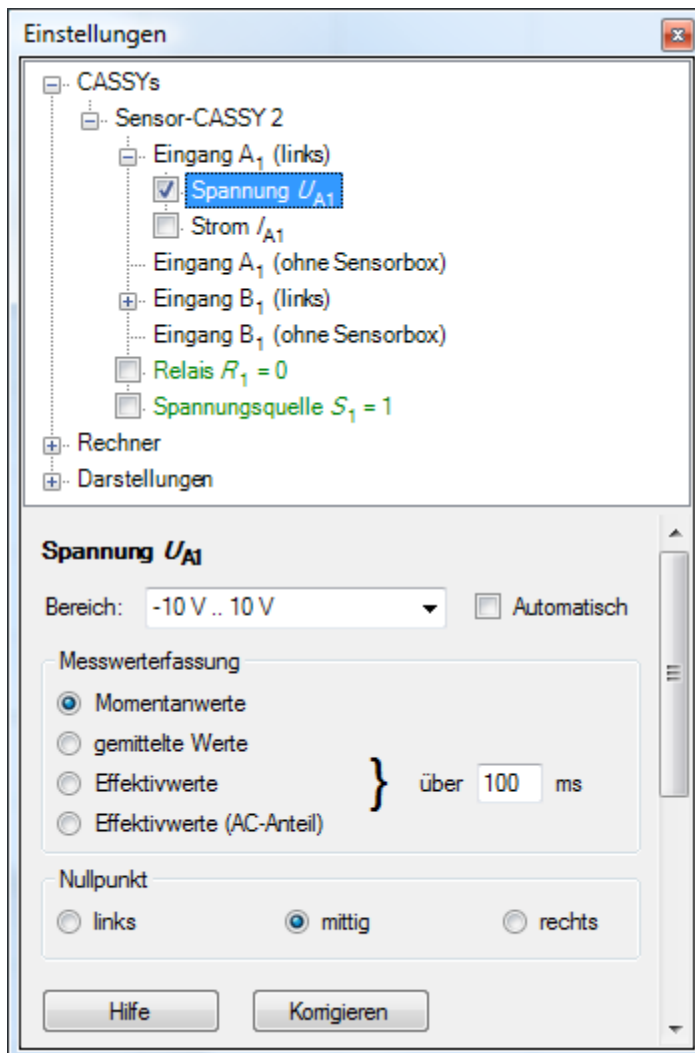 Einstellungen
CASSYs
Sensor-CASSY 2
Eingang A1 (links)
Spannung UA1
Strom IA1
Eingang A1 (ohne Sensorbox)
Eingang B1 (links)
Eingang B1 (ohne Sensorbox)
Relais R1 = 0
Spannungsquelle S1 = 1
Rechner
Darstellungen
Spannung UA1
Bereich: -10 V .. 10 V Automatisch
Messwerterfassung
Momentanwerte
gemittelte Werte
Effektivwerte } über 100 ms
Effektivwerte (AC-Anteil)
Nullpunkt
links mittig rechts
Hilfe Korrigieren